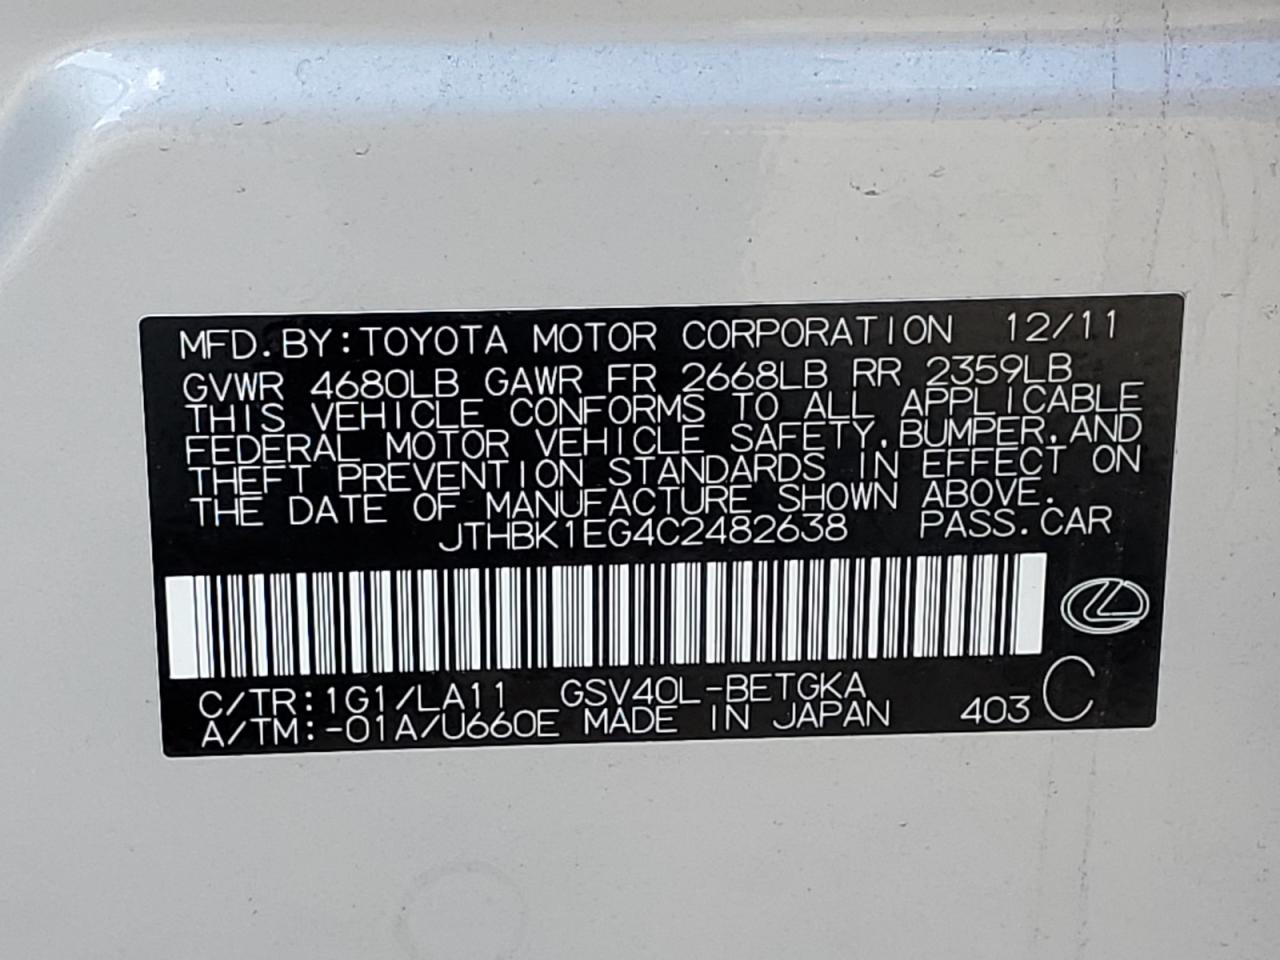 MFD. BY: TOYOTA MOTOR CORPORATION 12/11
GVWR 4680LB GAWR FR 2668LB RR 2359LB
THIS VEHICLE CONFORMS TO ALL APPLICABLE
FEDERAL MOTOR VEHICLE SAFETY, BUMPER, AND
THEFT PREVENTION STANDARDS IN EFFECT ON
THE DATE OF MANUFACTURE SHOWN ABOVE.
JTHBK1EG4C2482638 PASS. CAR
C/TR: 1G1/LA11 GSV40L-BETGKA
A/TM: -01A/U660E MADE IN JAPAN 403 C